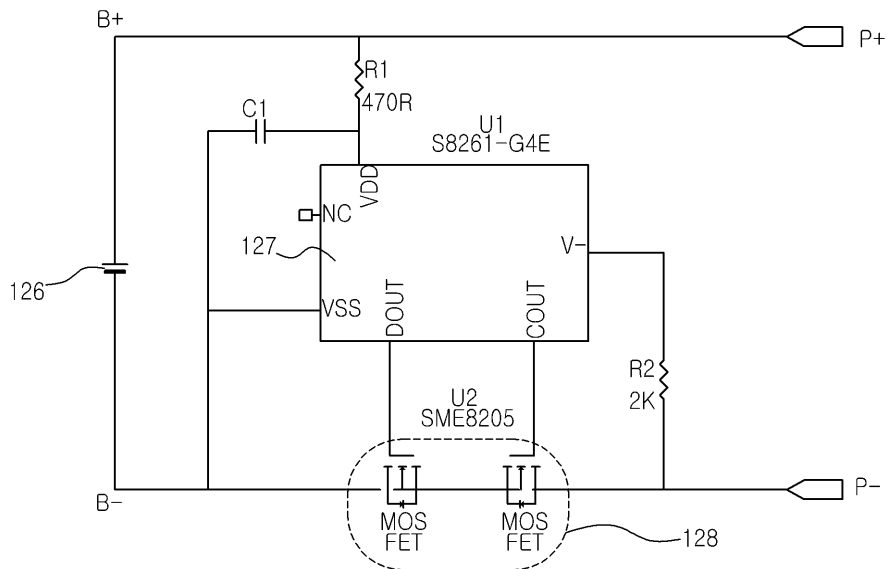 B+
P+
R1
470R
C1
U1
S8261-G4E
VDD
NC
127
V-
126
VSS
DOUT
COUT
R2
2K
U2
SME8205
B-
P-
MOS
FET
MOS
FET
128